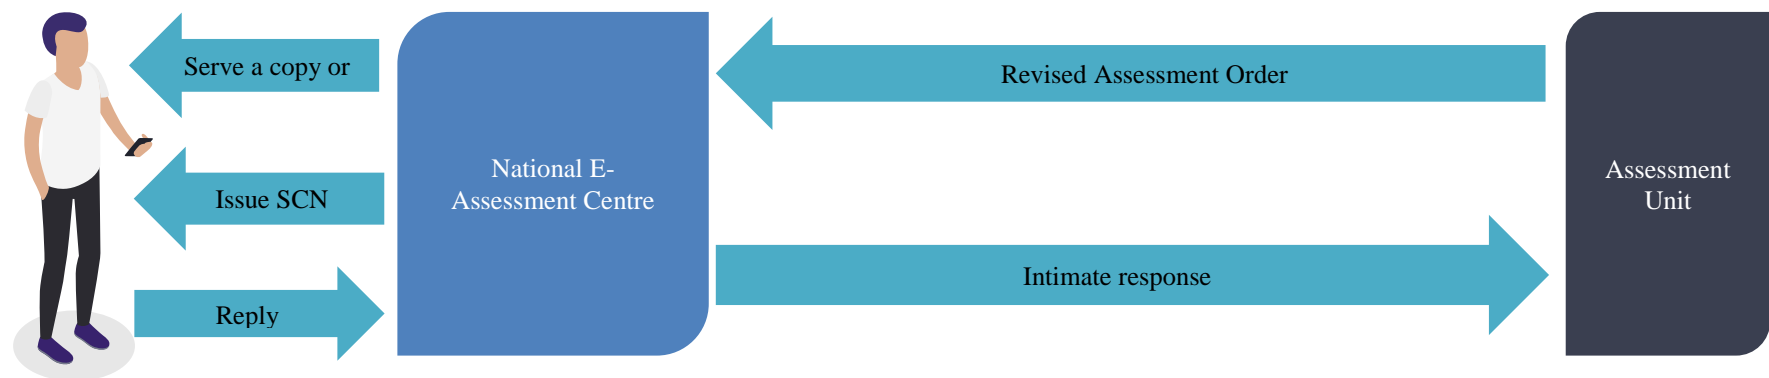 Serve a copy or
Issue SCN
Reply
National E-
Assessment Centre
Revised Assessment Order
Intimate response
Assessment
Unit